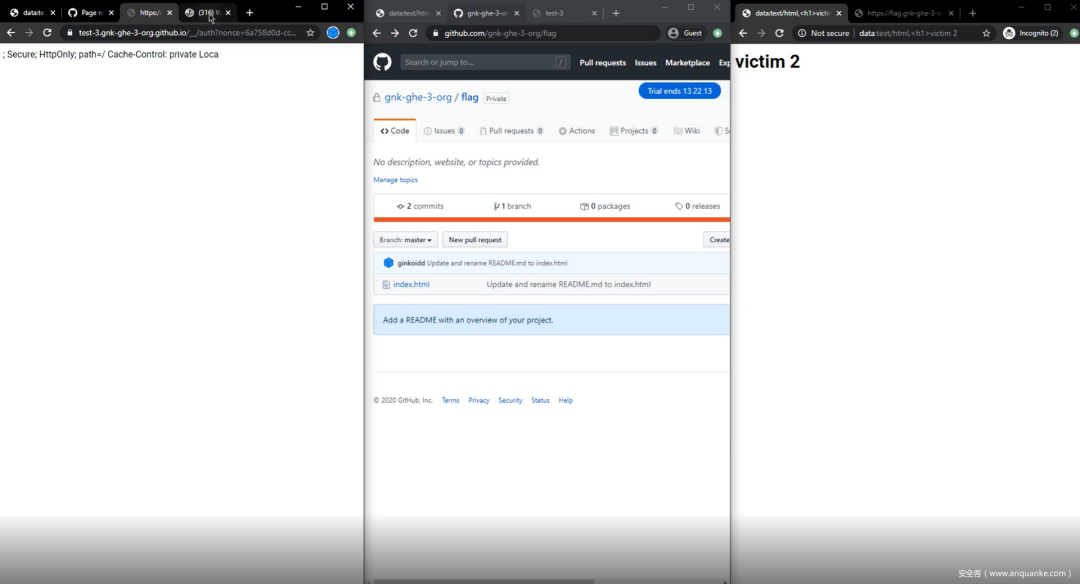 data:te
Page n
https:/
(316) V
test-3.gnk-ghe-3-org.github.io/__/auth?nonce=6a758d0d-cc...
; Secure; HttpOnly; path=/ Cache-Control: private Loca
data:text/htm
gnk-ghe-3-o
test-3
github.com/gnk-ghe-3-org/flag
Guest
Search or jump to...
/
Pull requests
Issues
Marketplace
Exp
gnk-ghe-3-org / flag
Private
Trial ends 13 22 13
Code
Issues 0
Pull requests 0
Actions
Projects 0
Wiki
S
No description, website, or topics provided.
Manage topics
2 commits
1 branch
0 packages
0 releases
Branch: master
New pull request
Create
ginkoidd Update and rename README.md to index.html
index.html
Update and rename README.md to index.html
Add a README with an overview of your project.
© 2020 GitHub, Inc.
Terms
Privacy
Security
Status
Help
data:text/html,<h1>victi
https://flag.gnk-ghe-3-o
Not secure
data:text/html,<h1>victim 2
Incognito (2)
victim 2
安全客（www.anquanke.com）